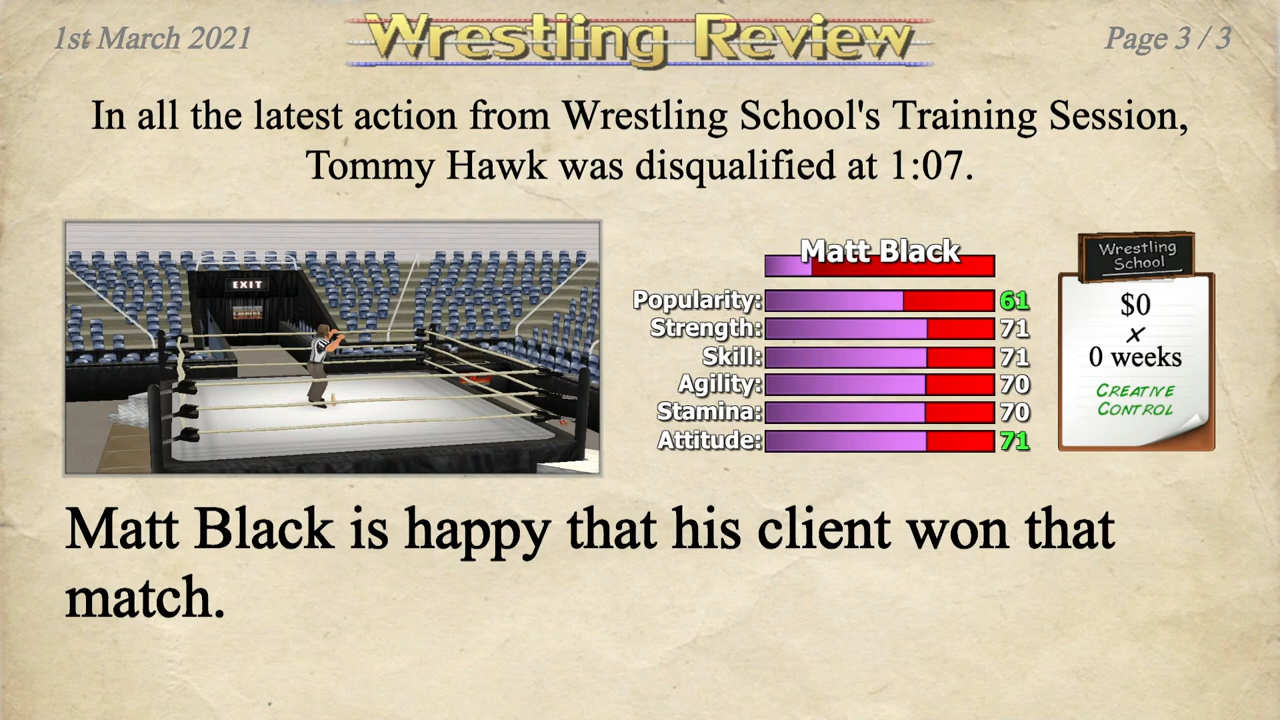 1st March 2021
Wrestling Review
Page 3 / 3
In all the latest action from Wrestling School's Training Session,
Tommy Hawk was disqualified at 1:07.
EXIT
Matt Black
Popularity: 61
Strength: 71
Skill: 71
Agility: 70
Stamina: 70
Attitude: 71
Wrestling
School
$0
x
0 weeks
CREATIVE
CONTROL
Matt Black is happy that his client won that
match.